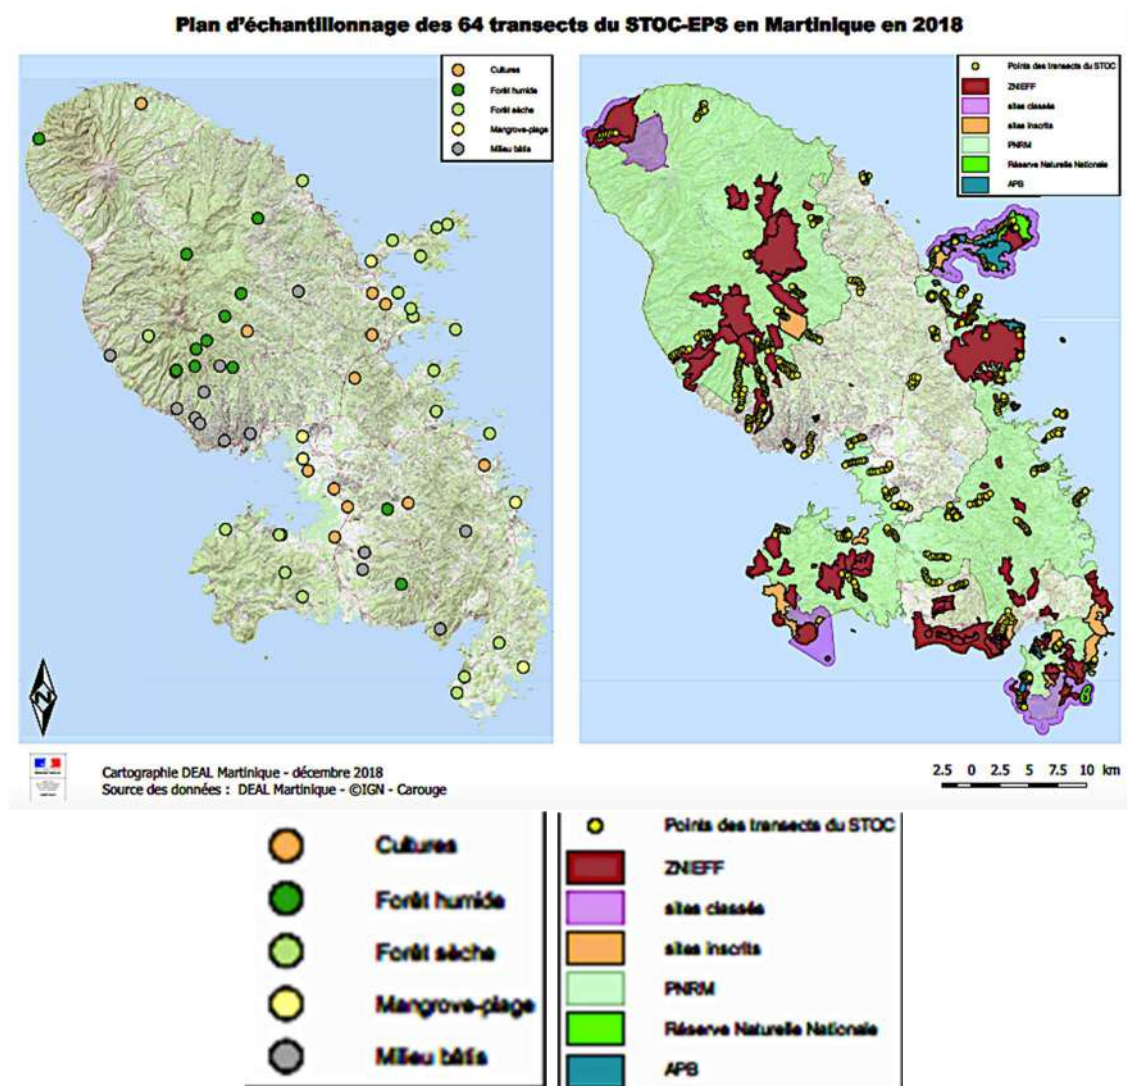 Plan d'échantillonnage des 64 transects du STOC-EPS en Martinique en 2018
Cultures
Forêt humide
Forêt sèche
Mangrove-plage
Milieu bâtis
Points des transects du STOC
ZNIEFF
sites classés
sites inscrits
PNRM
Réserve Naturelle Nationale
APB
N
Cartographie DEAL Martinique - décembre 2018
Source des données : DEAL Martinique - ©IGN - Carouge
2.5 0 2.5 5 7.5 10 km
Cultures
Forêt humide
Forêt sèche
Mangrove-plage
Milieu bâtis
Points des transects du STOC
ZNIEFF
sites classés
sites inscrits
PNRM
Réserve Naturelle Nationale
APB